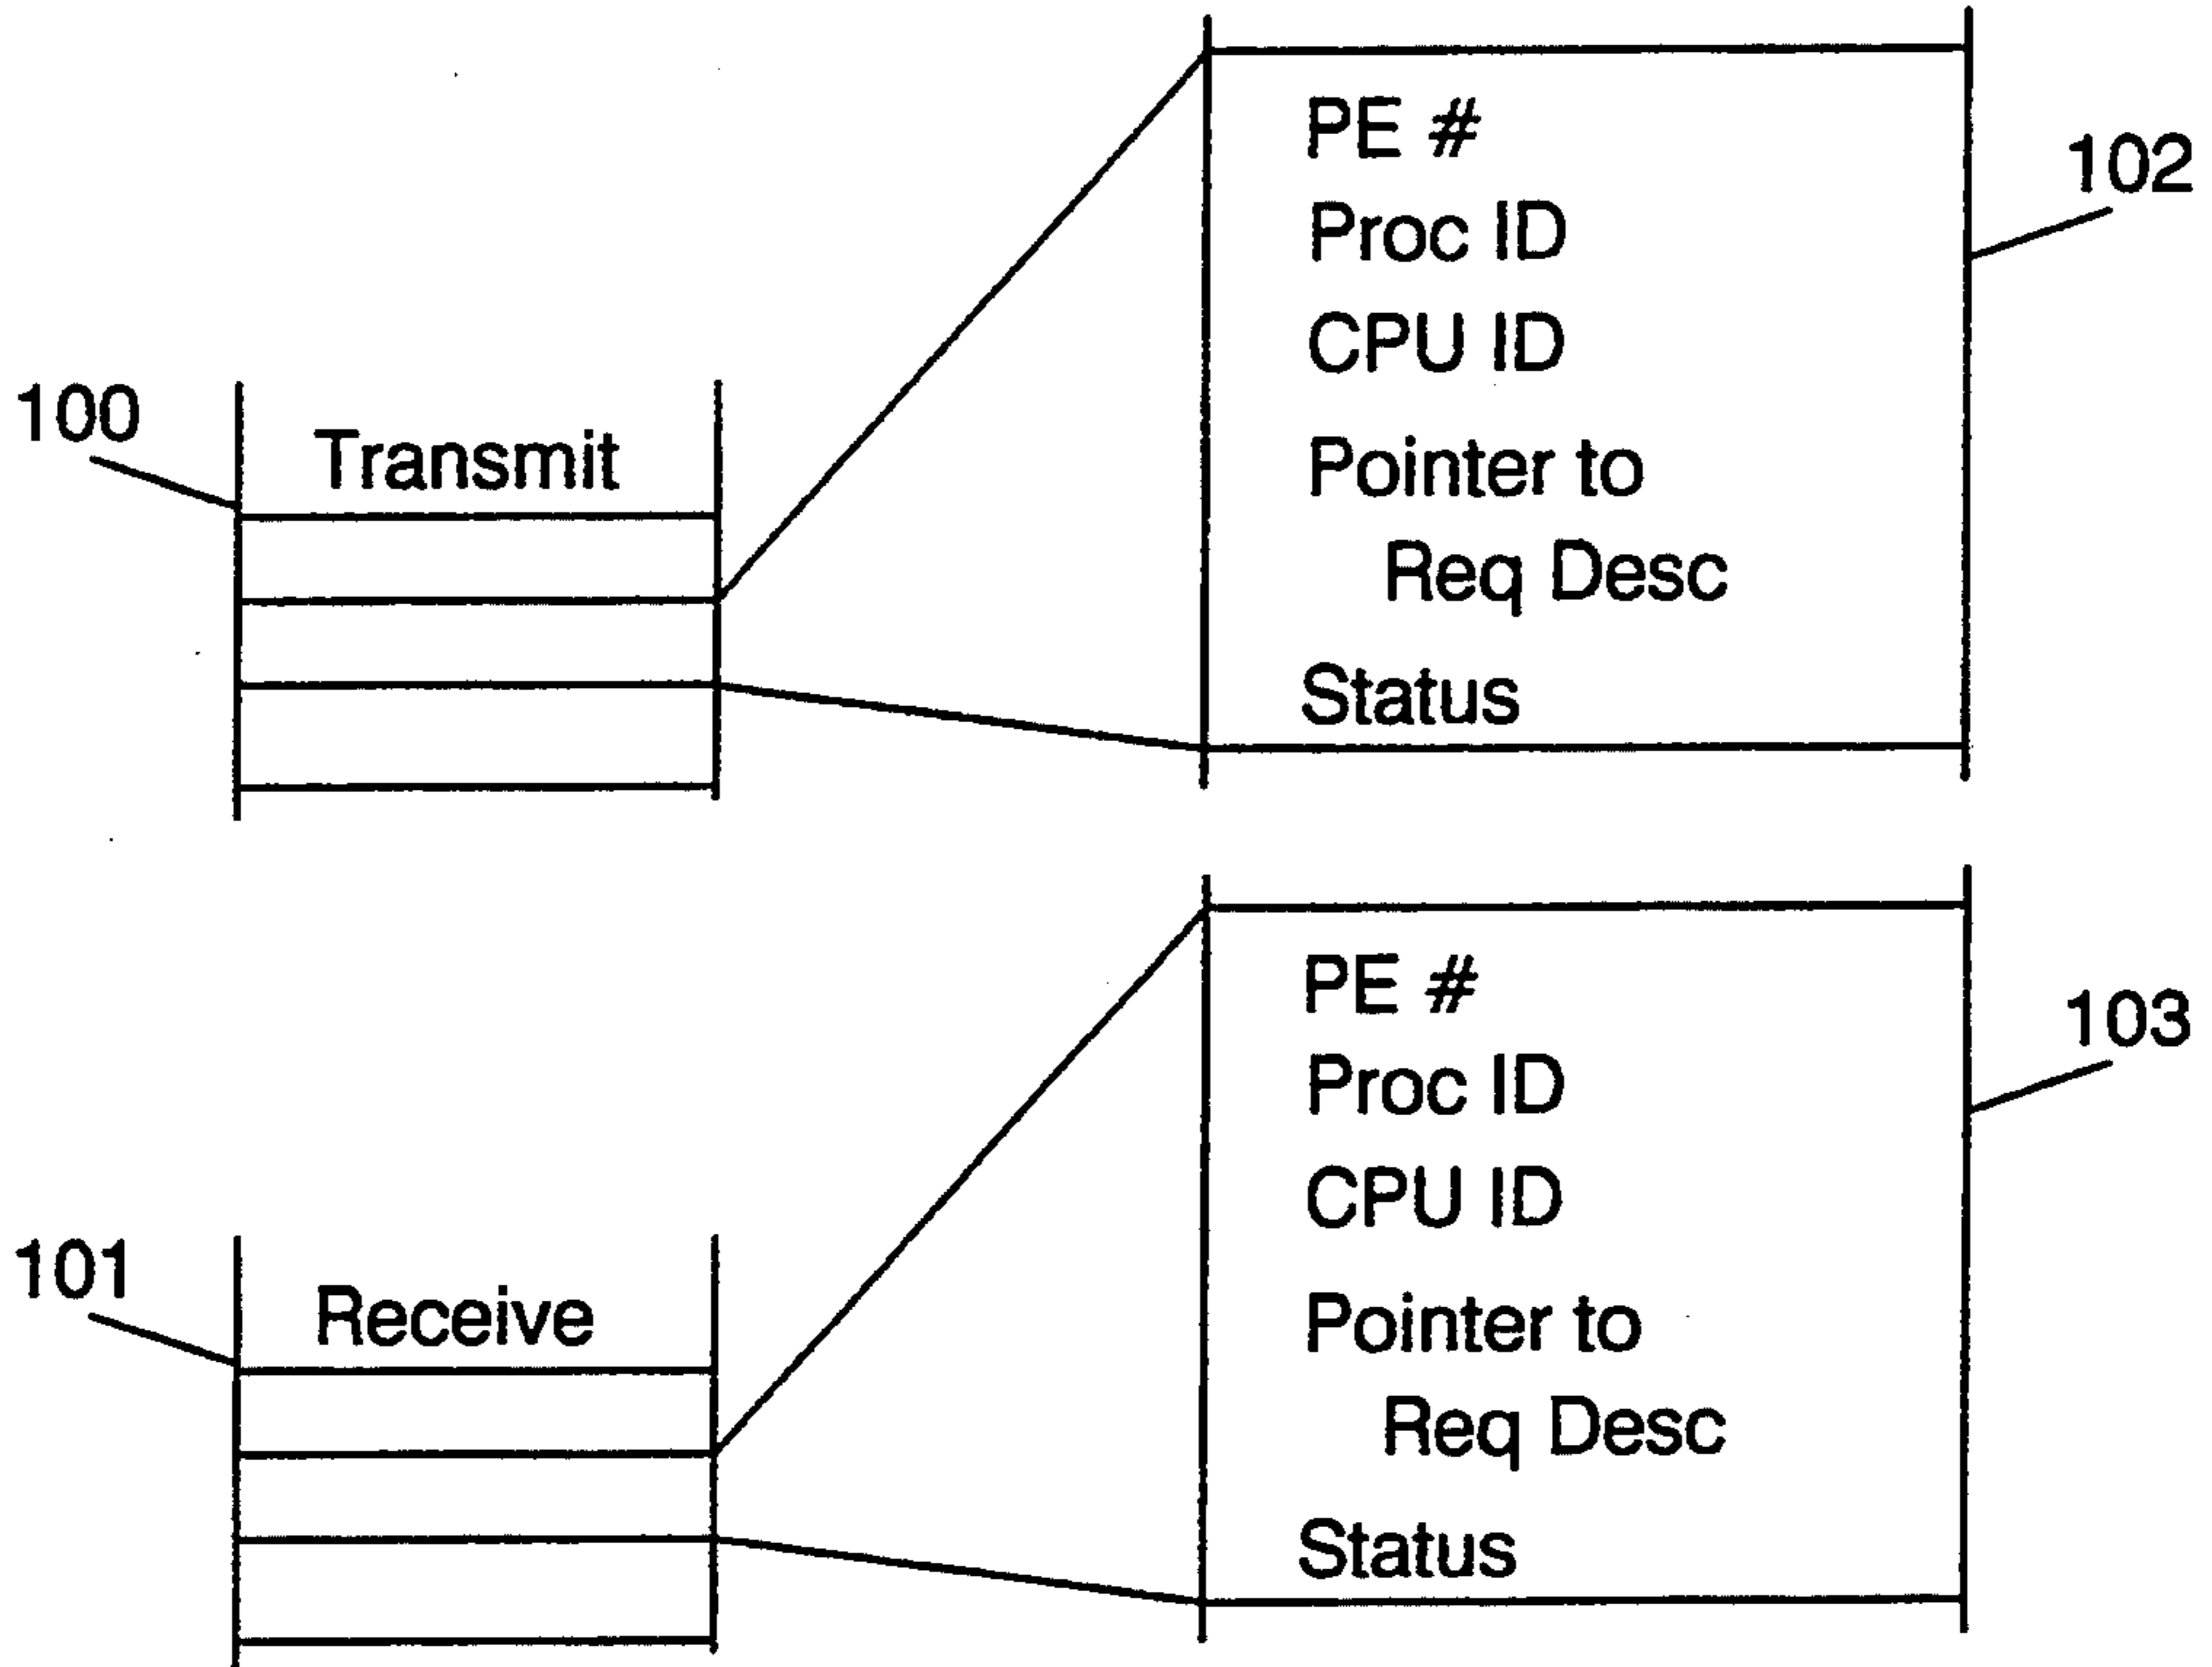 PE #
102
Proc ID
CPU ID
100
Transmit
Pointer to
Req Desc
Status
PE #
103
Proc ID
CPU ID
101
Receive
Pointer to
Req Desc
Status